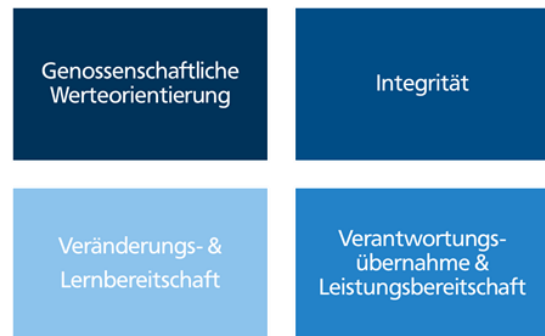 Genossenschaftliche
Werteorientierung
Integrität
Veränderungs- &
Lernbereitschaft
Verantwortungs-
übernahme &
Leistungsbereitschaft